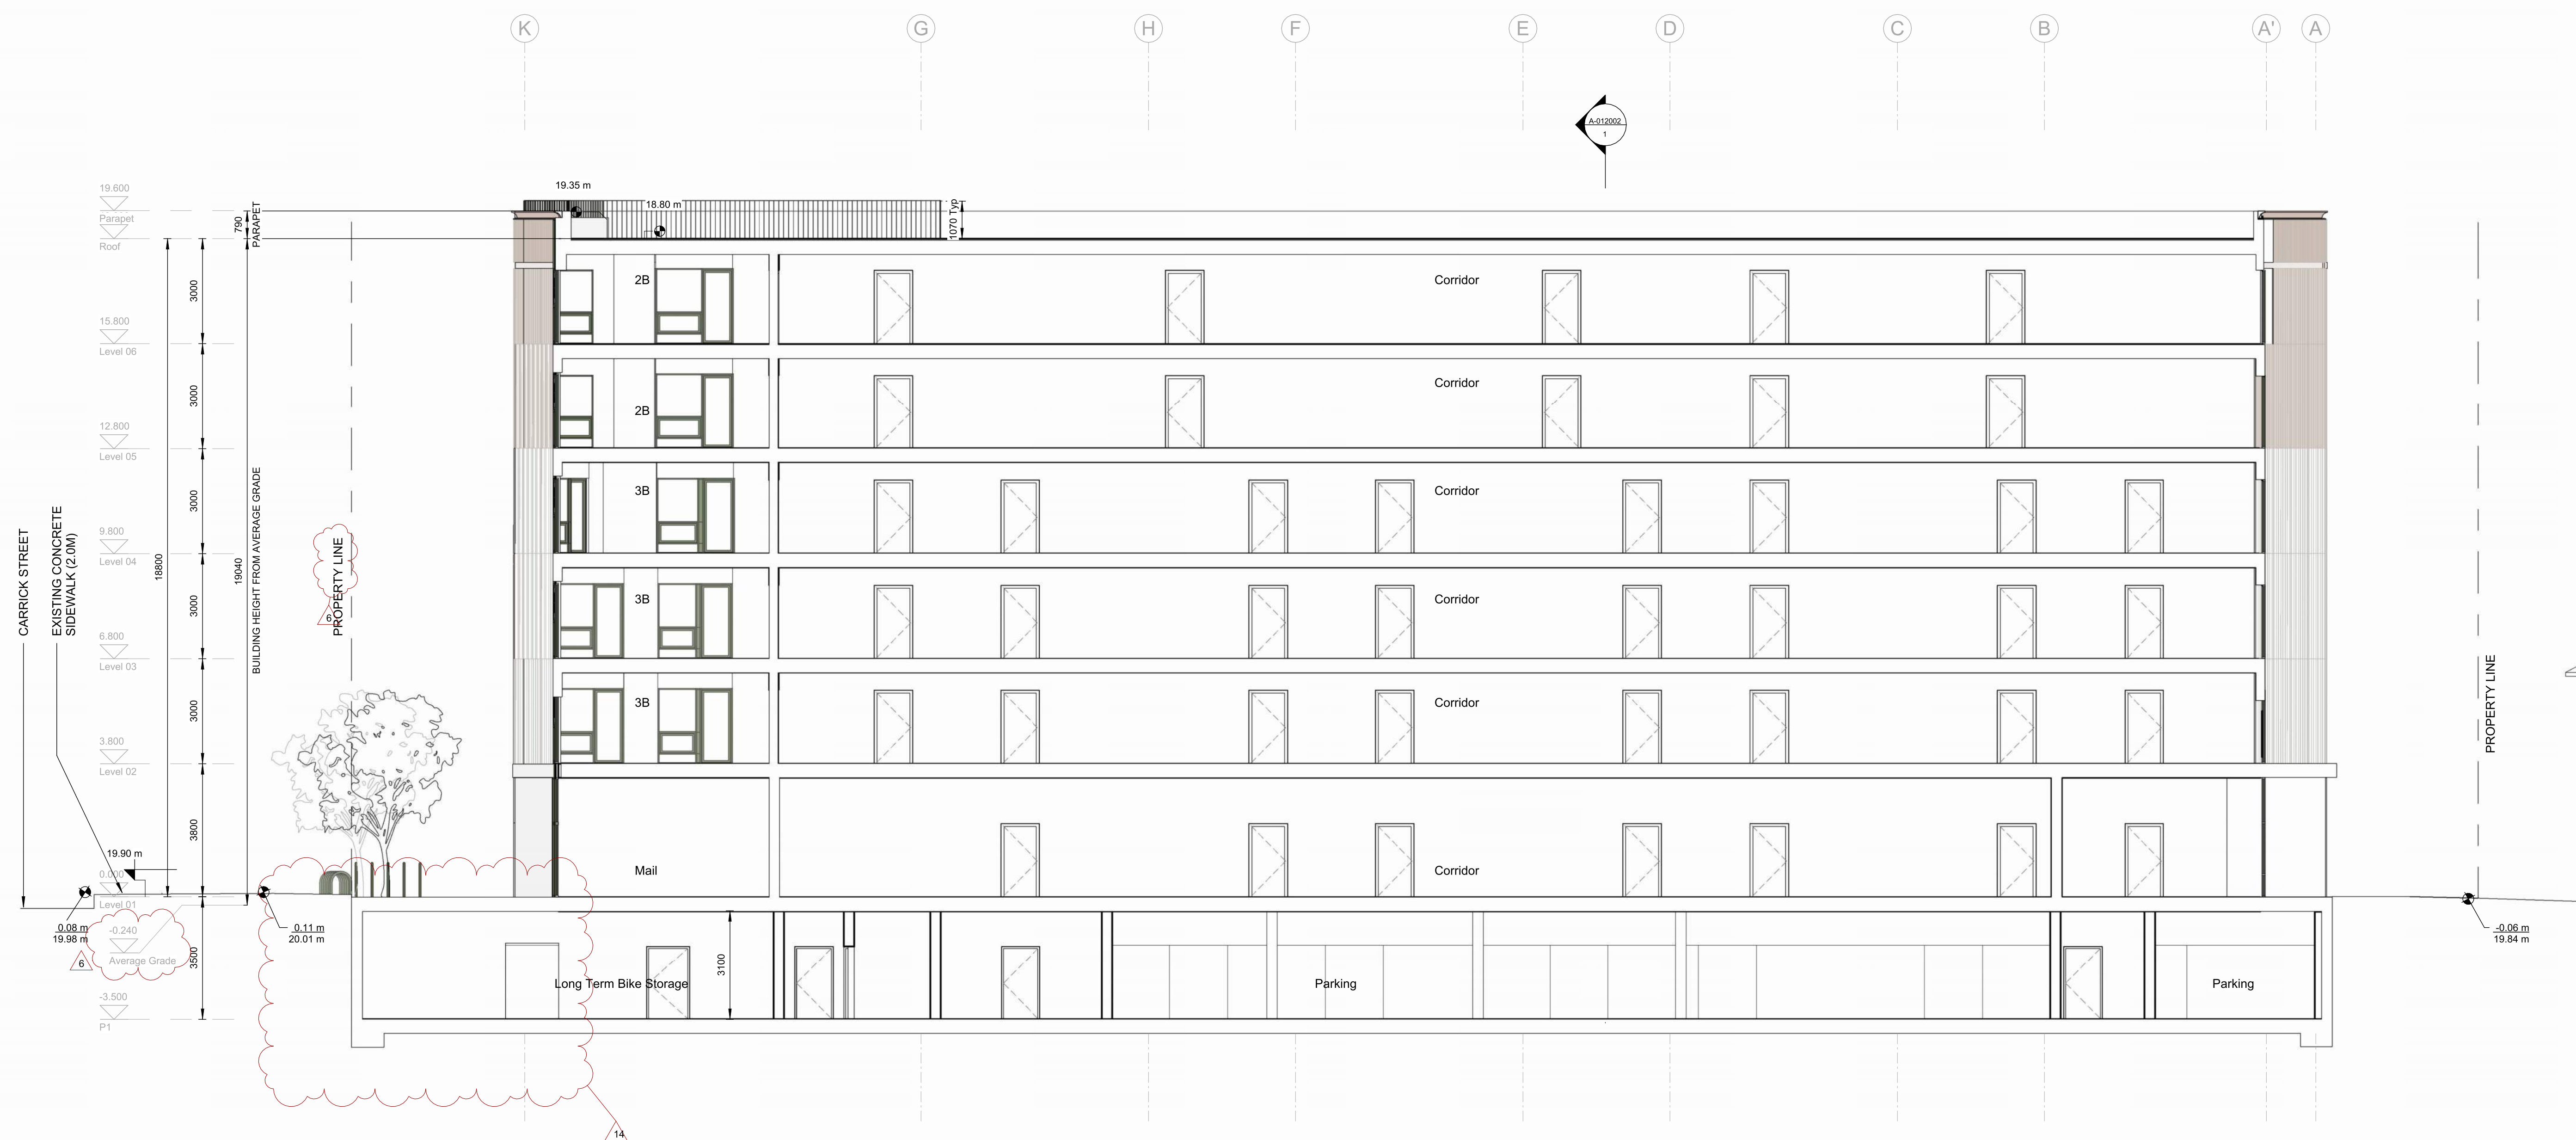 K
G
H
F
E
D
C
B
A'
A
A-012002
1
19.35 m
18.80 m
1070 Typ
19.600
Parapet
Roof
790
PARAPET
15.800
Level 06
12.800
Level 05
9.800
Level 04
6.800
Level 03
3.800
Level 02
0.000
Level 01
-0.240
Average Grade
-3.500
P1
3000
3000
3000
3000
3000
3800
3500
18800
19040
BUILDING HEIGHT FROM AVERAGE GRADE
CARRICK STREET
EXISTING CONCRETE
SIDEWALK (2.0M)
PROPERTY LINE
6
19.90 m
0.08 m
19.98 m
6
0.11 m
20.01 m
2B
Corridor
2B
Corridor
3B
Corridor
3B
Corridor
3B
Corridor
Mail
Corridor
Long Term Bike Storage
3100
Parking
Parking
PROPERTY LINE
-0.06 m
19.84 m
14